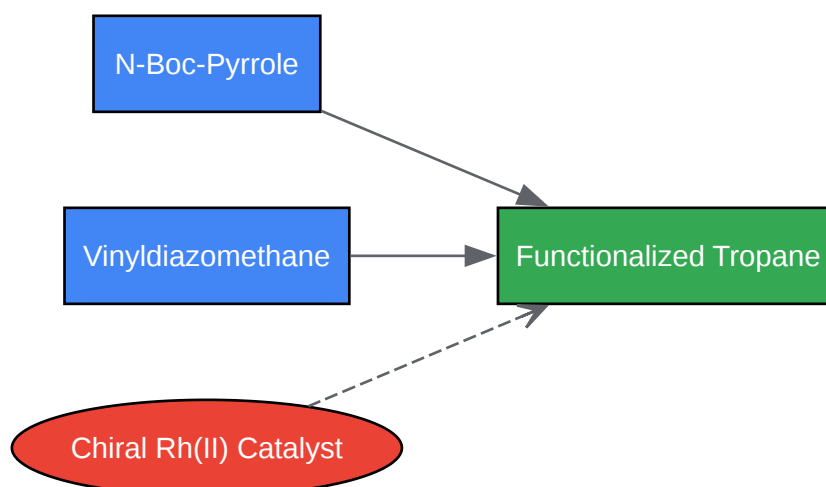 N-Boc-Pyrrole
Vinyldiazomethane
Functionalized Tropane
Chiral Rh(II) Catalyst